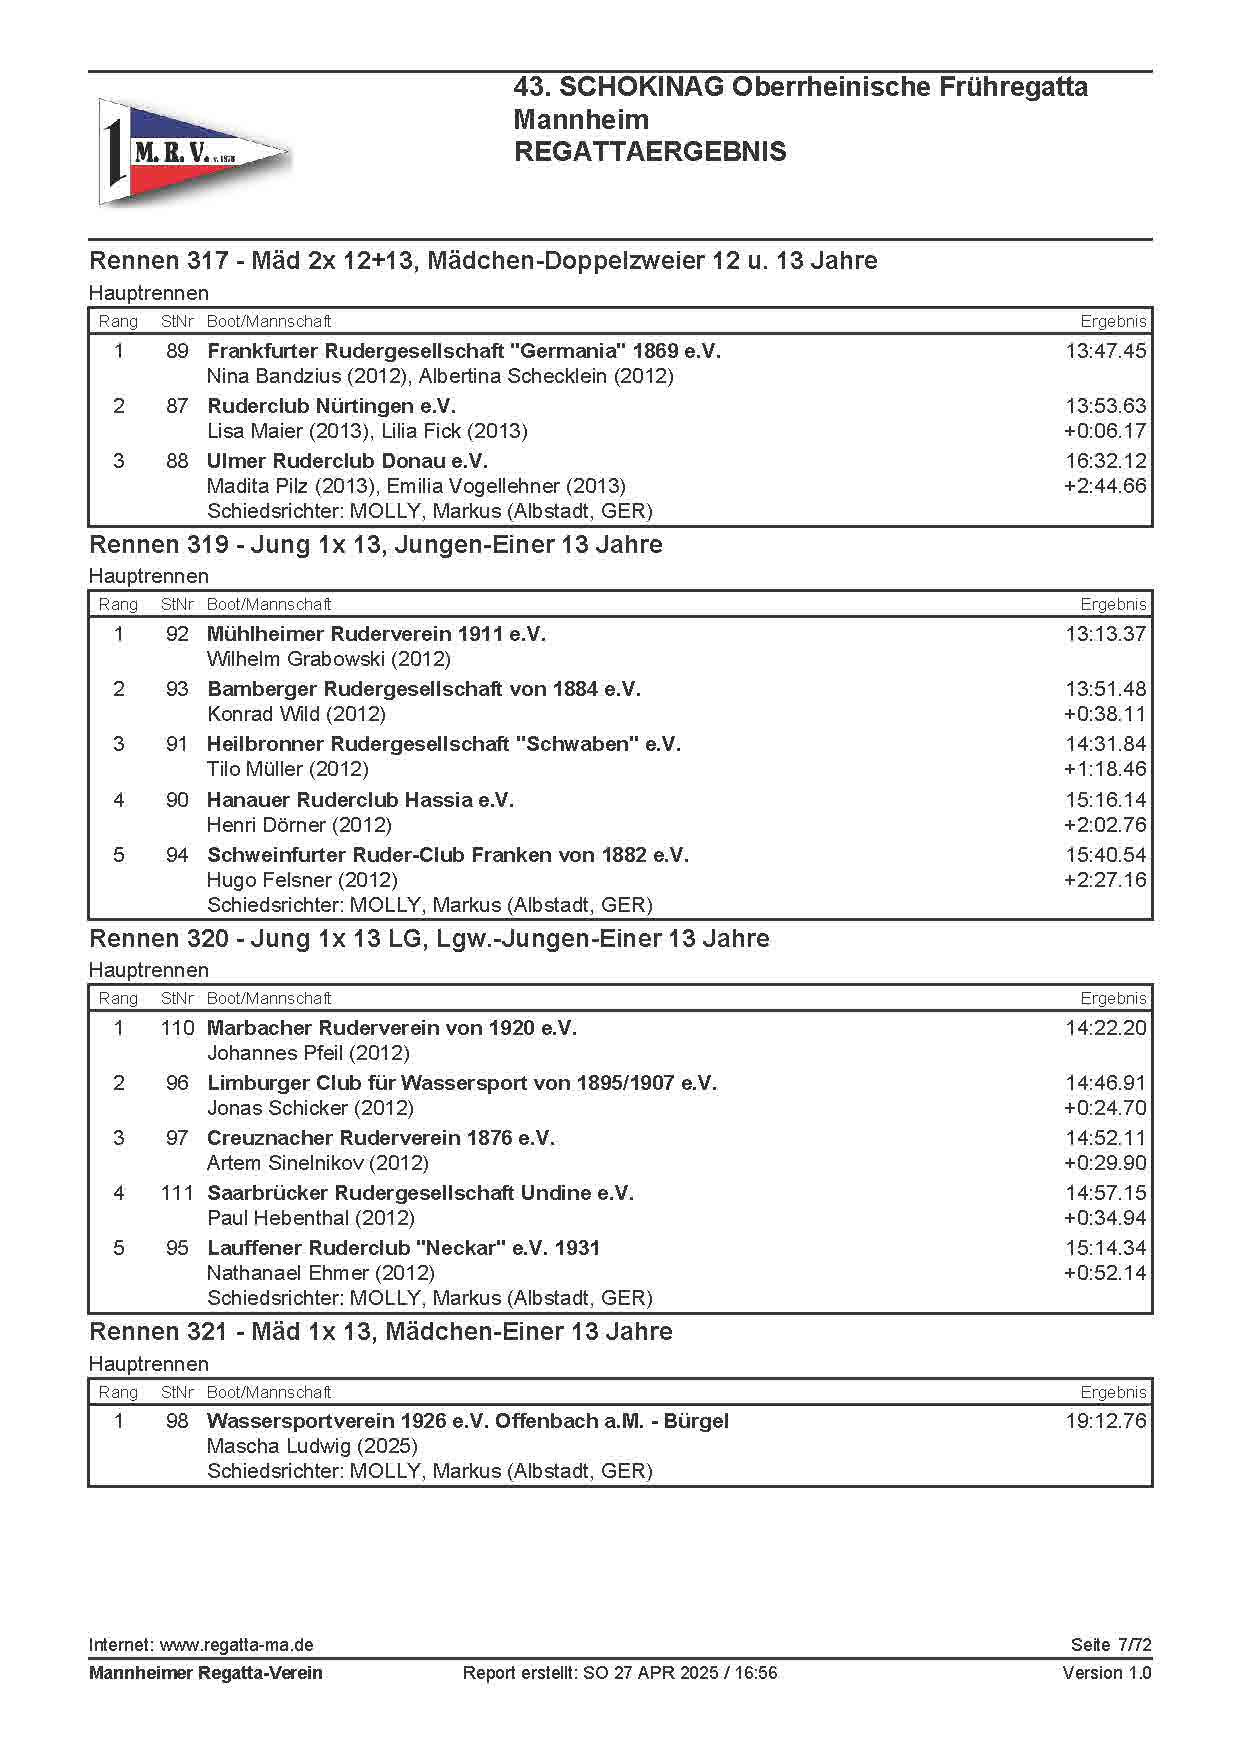 43. SCHOKINAG Oberrheinische Frühregatta
Mannheim
REGATTAERGEBNIS
1 M. R. V. v. 1878
Rennen 317 - Mäd 2x 12+13, Mädchen-Doppelzweier 12 u. 13 Jahre
Hauptrennen
Rang StNr Boot/Mannschaft Ergebnis
1 89 Frankfurter Rudergesellschaft "Germania" 1869 e.V. 13:47.45
Nina Bandzius (2012), Albertina Schecklein (2012)
2 87 Ruderclub Nürtingen e.V. 13:53.63
Lisa Maier (2013), Lilia Fick (2013) +0:06.17
3 88 Ulmer Ruderclub Donau e.V. 16:32.12
Madita Pilz (2013), Emilia Vogellehner (2013) +2:44.66
Schiedsrichter: MOLLY, Markus (Albstadt, GER)
Rennen 319 - Jung 1x 13, Jungen-Einer 13 Jahre
Hauptrennen
Rang StNr Boot/Mannschaft Ergebnis
1 92 Mühlheimer Ruderverein 1911 e.V. 13:13.37
Wilhelm Grabowski (2012)
2 93 Bamberger Rudergesellschaft von 1884 e.V. 13:51.48
Konrad Wild (2012) +0:38.11
3 91 Heilbronner Rudergesellschaft "Schwaben" e.V. 14:31.84
Tilo Müller (2012) +1:18.46
4 90 Hanauer Ruderclub Hassia e.V. 15:16.14
Henri Dörner (2012) +2:02.76
5 94 Schweinfurter Ruder-Club Franken von 1882 e.V. 15:40.54
Hugo Felsner (2012) +2:27.16
Schiedsrichter: MOLLY, Markus (Albstadt, GER)
Rennen 320 - Jung 1x 13 LG, Lgw.-Jungen-Einer 13 Jahre
Hauptrennen
Rang StNr Boot/Mannschaft Ergebnis
1 110 Marbacher Ruderverein von 1920 e.V. 14:22.20
Johannes Pfeil (2012)
2 96 Limburger Club für Wassersport von 1895/1907 e.V. 14:46.91
Jonas Schicker (2012) +0:24.70
3 97 Creuznacher Ruderverein 1876 e.V. 14:52.11
Artem Sinelnikov (2012) +0:29.90
4 111 Saarbrücker Rudergesellschaft Undine e.V. 14:57.15
Paul Hebenthal (2012) +0:34.94
5 95 Lauffener Ruderclub "Neckar" e.V. 1931 15:14.34
Nathanael Ehmer (2012) +0:52.14
Schiedsrichter: MOLLY, Markus (Albstadt, GER)
Rennen 321 - Mäd 1x 13, Mädchen-Einer 13 Jahre
Hauptrennen
Rang StNr Boot/Mannschaft Ergebnis
1 98 Wassersportverein 1926 e.V. Offenbach a.M. - Bürgel 19:12.76
Mascha Ludwig (2025)
Schiedsrichter: MOLLY, Markus (Albstadt, GER)
Internet: www.regatta-ma.de Seite 7/72
Mannheimer Regatta-Verein Report erstellt: SO 27 APR 2025 / 16:56 Version 1.0